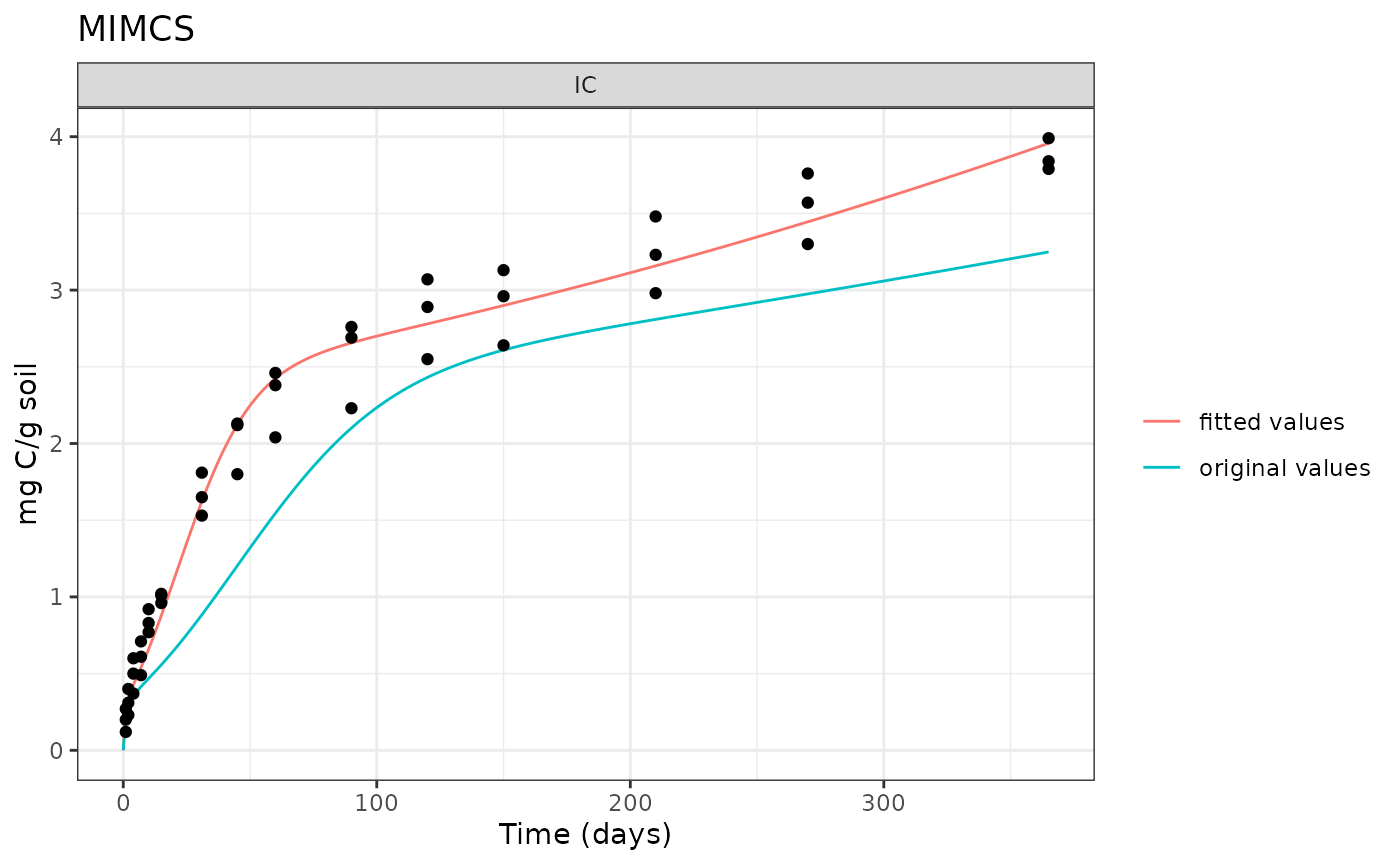 MIMCS
IC
4
3
2
1
0
mg C/g soil
0 100 200 300
Time (days)
fitted values
original values